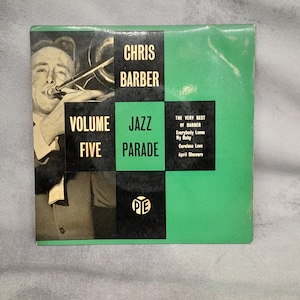 CHRIS
BARBER
VOLUME
FIVE
JAZZ
PARADE
THE VERY BEST
OF BARBER
Everybody Loves
My Baby
Careless Love
April Showers
PYE